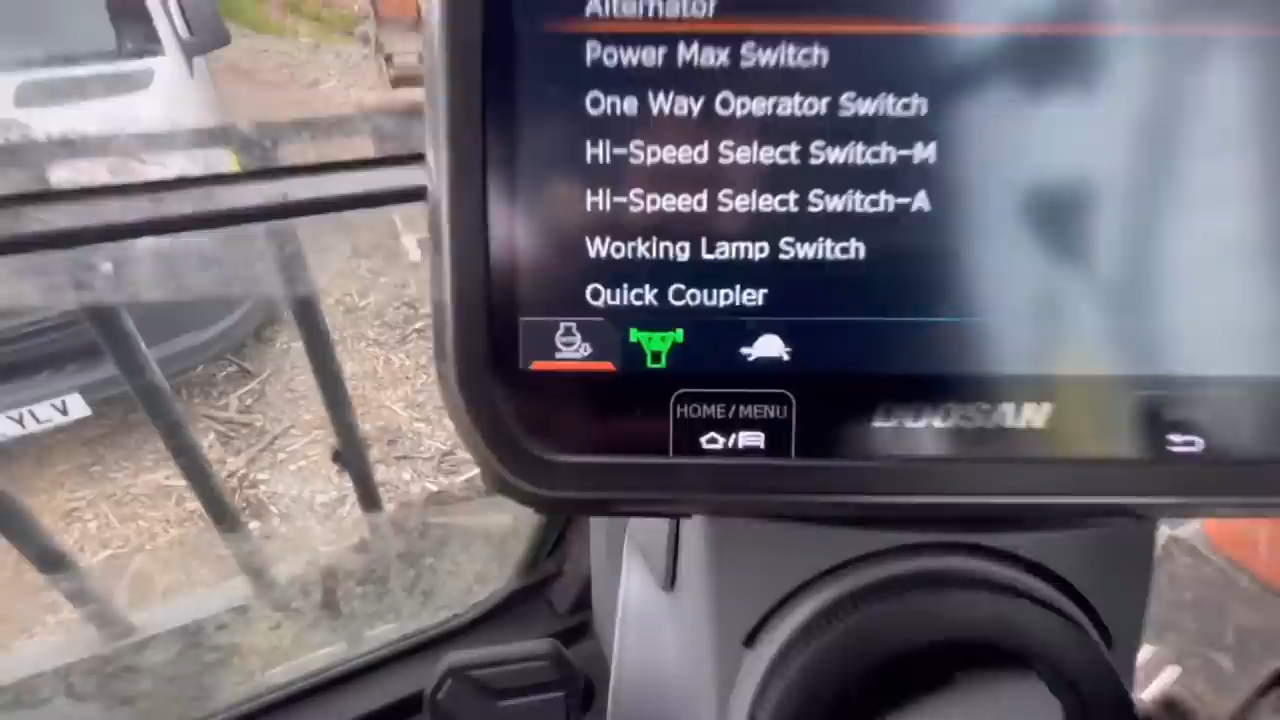 Alternator
Power Max Switch
One Way Operator Switch
HI-Speed Select Switch-M
HI-Speed Select Switch-A
Working Lamp Switch
Quick Coupler
HOME/MENU
DOOSAN
YLV